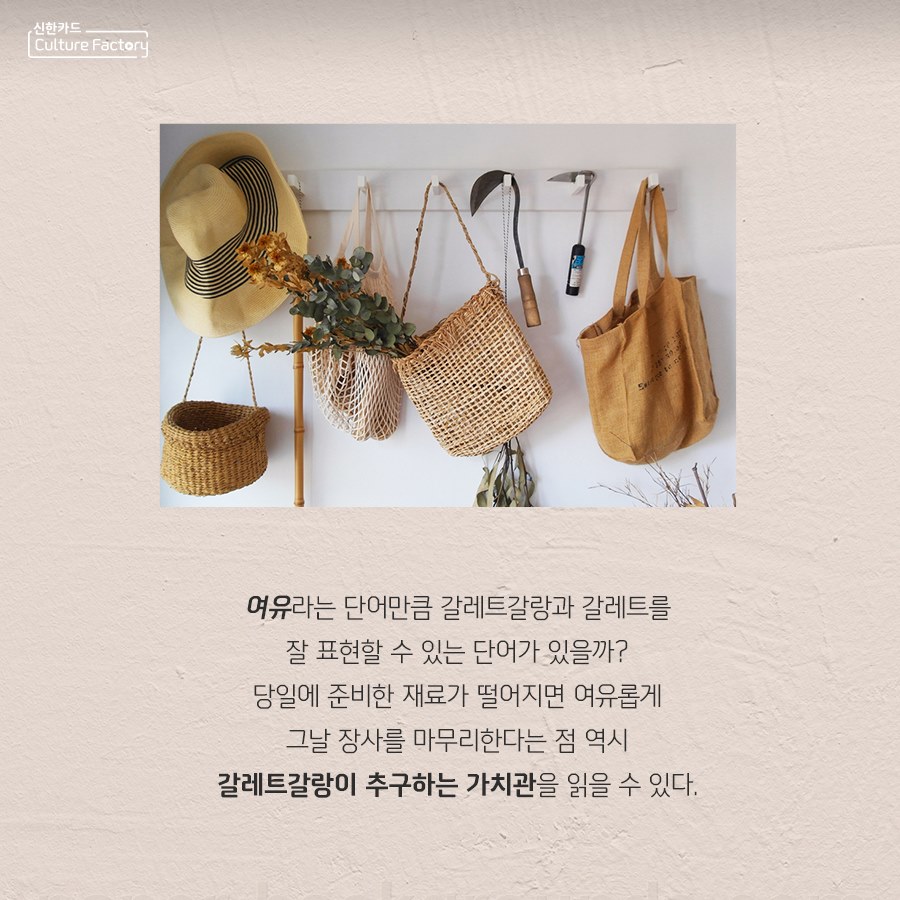 신한카드
Culture Factory
여유라는 단어만큼 갈레트갈랑과 갈레트를
잘 표현할 수 있는 단어가 있을까?
당일에 준비한 재료가 떨어지면 여유롭게
그날 장사를 마무리한다는 점 역시
갈레트갈랑이 추구하는 가치관을 읽을 수 있다.